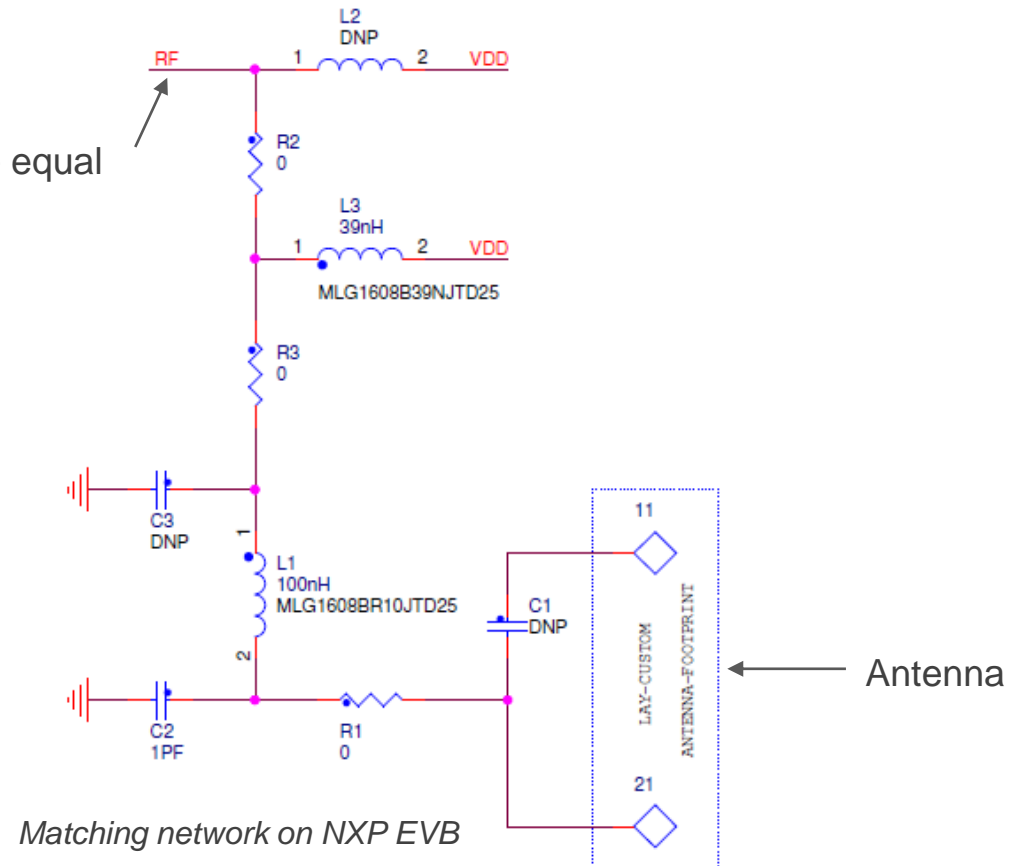 L2
DNP
RF
1
2
VDD
equal
R2
0
L3
39nH
1
2
VDD
MLG1608B39NJTD25
R3
0
C3
DNP
1
L1
100nH
MLG1608BR10JTD25
2
C2
1PF
R1
0
C1
DNP
11
LAY-CUSTOM
ANTENNA-FOOTPRINT
21
Antenna
Matching network on NXP EVB